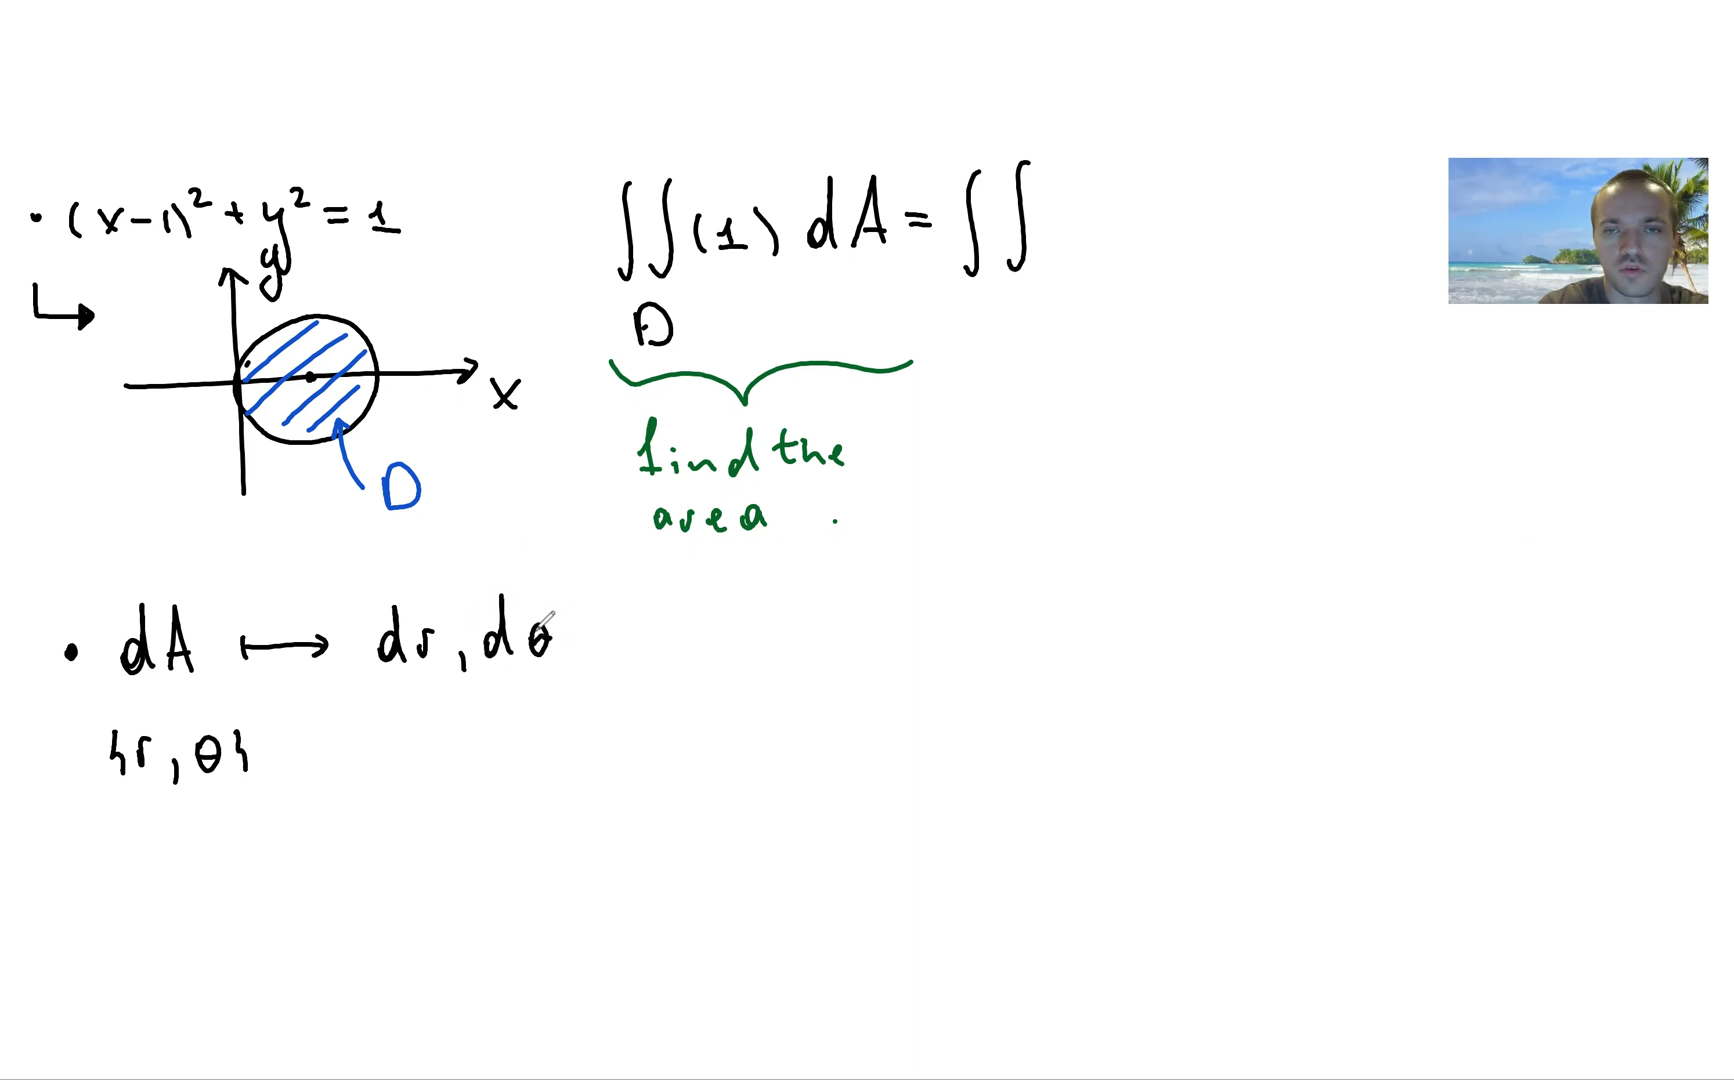 • (x-1)² + y² = 1
y
x
D
∬(1) dA = ∬
D
find the
area .
• dA ⟼ dr, dθ
{r, θ}